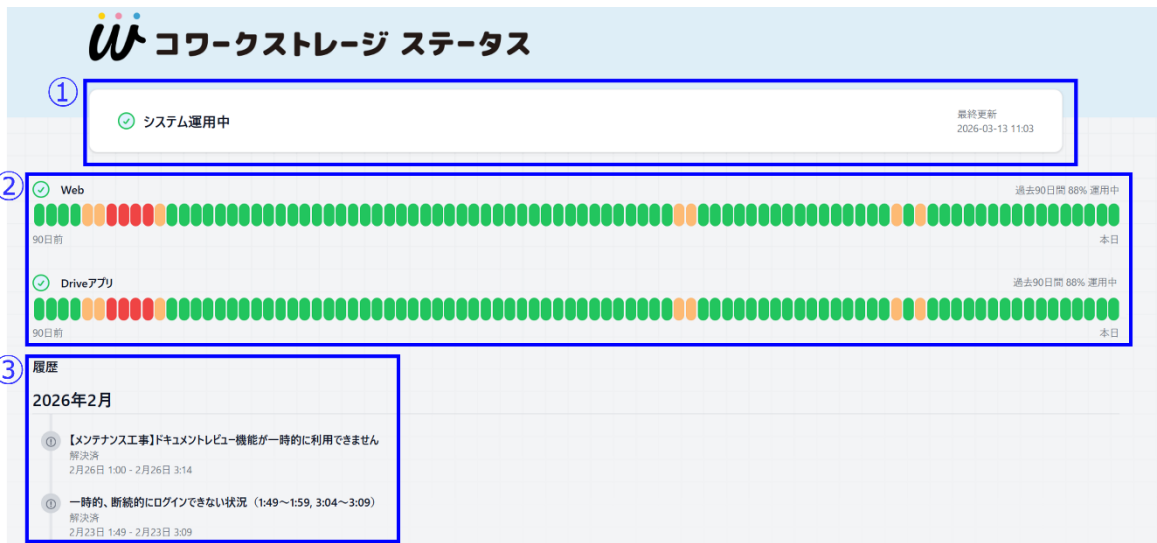 コワークストレージ ステータス
①
システム運用中
最終更新
2026-03-13 11:03
②
Web
過去90日間 88% 運用中
90日前
本日
Driveアプリ
過去90日間 88% 運用中
90日前
本日
③
履歴
2026年2月
【メンテナンス工事】ドキュメントレビュー機能が一時的に利用できません
解決済
2月26日 1:00 - 2月26日 3:14
一時的、断続的にログインできない状況（1:49～1:59, 3:04～3:09）
解決済
2月23日 1:49 - 2月23日 3:09